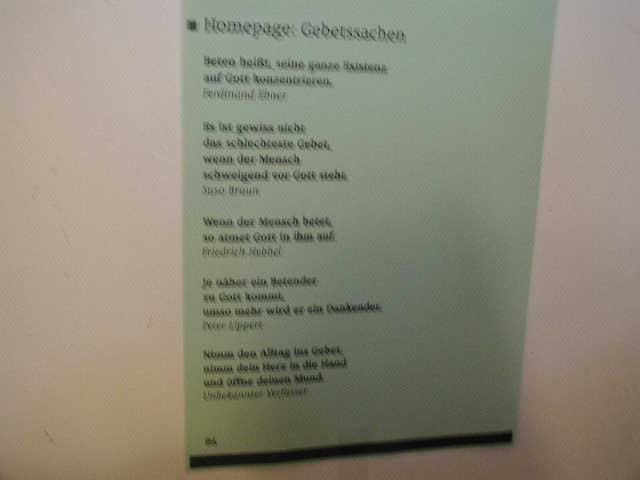 Homepage: Gebetssachen
Beten heißt, seine ganze Existenz
auf Gott konzentrieren.
Ferdinand Ebner
Es ist gewiss nicht
das schlechteste Gebet,
wenn der Mensch
schweigend vor Gott steht.
Suso Braun
Wenn der Mensch betet,
so atmet Gott in ihm auf.
Friedrich Hebbel
Je näher ein Betender
zu Gott kommt,
umso mehr wird er ein Dankender.
Peter Lippert
Nimm den Alltag ins Gebet,
nimm dein Herz in die Hand
und öffne deinen Mund.
Unbekannter Verfasser
86